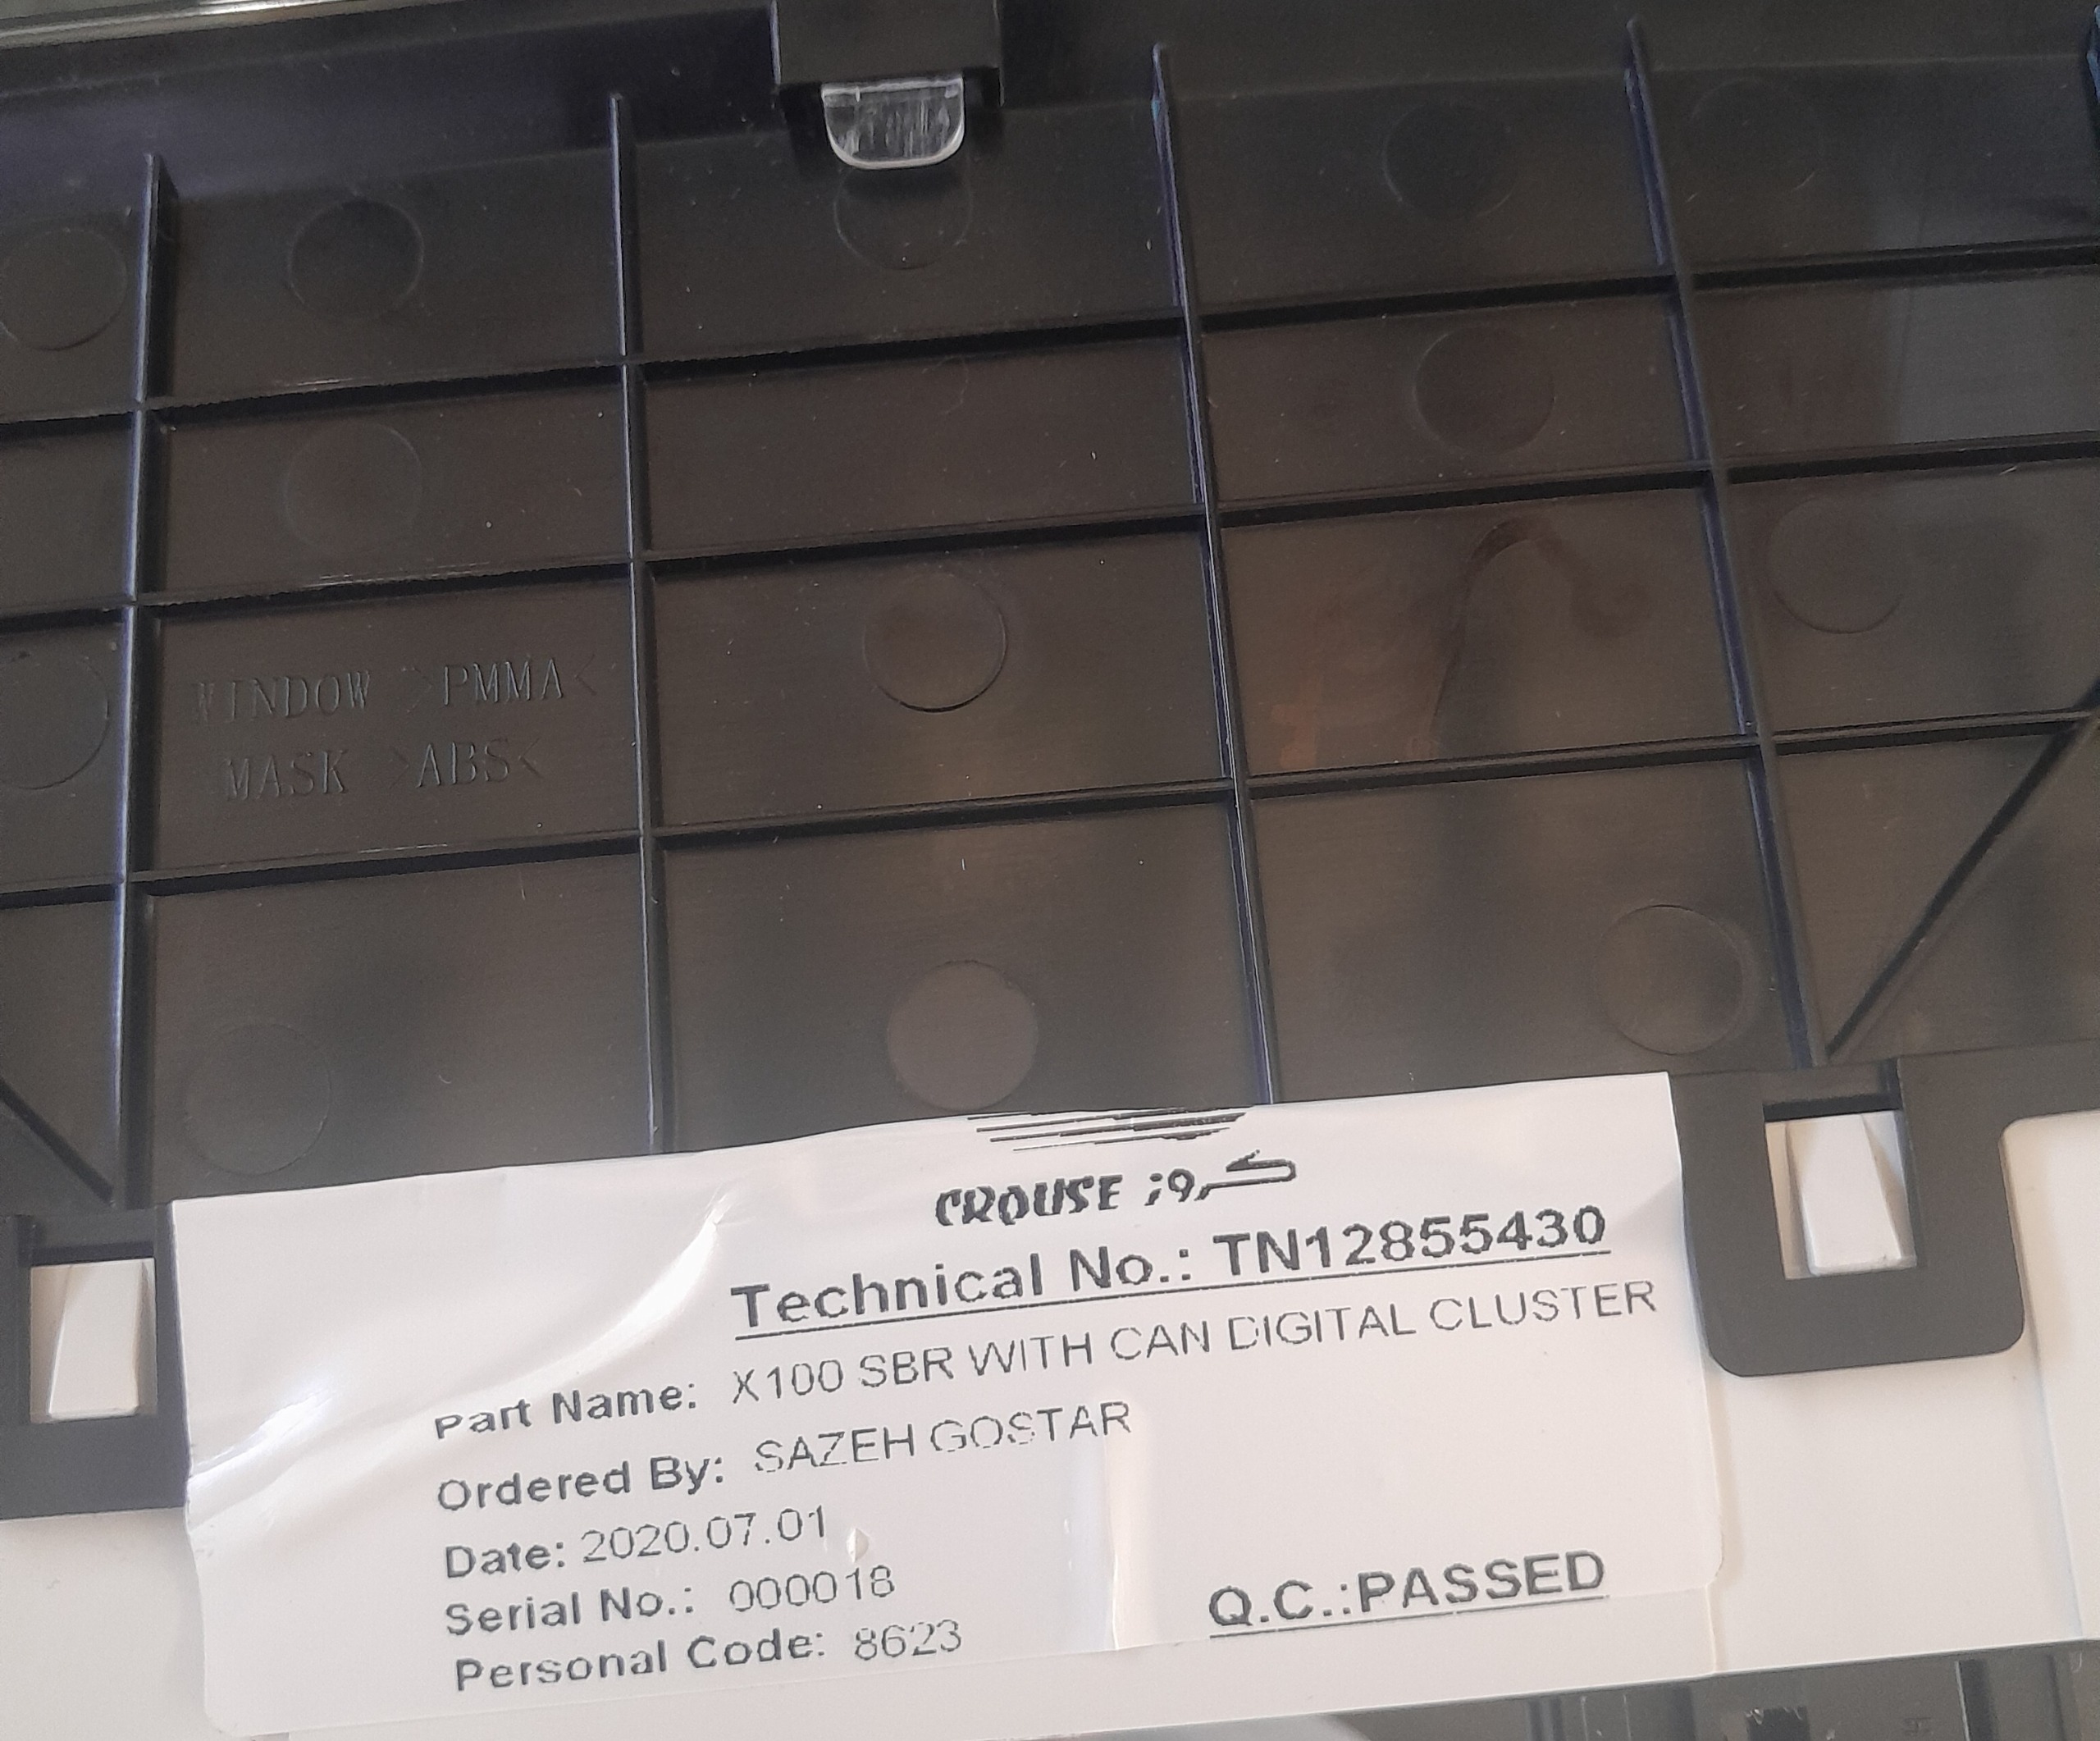 WINDOW >PMMA<
MASK >ABS<
CROUSE کروز
Technical No.: TN12855430
Part Name: X100 SBR WITH CAN DIGITAL CLUSTER
Ordered By: SAZEH GOSTAR
Date: 2020.07.01
Serial No.: 000018
Personal Code: 8623
Q.C.:PASSED